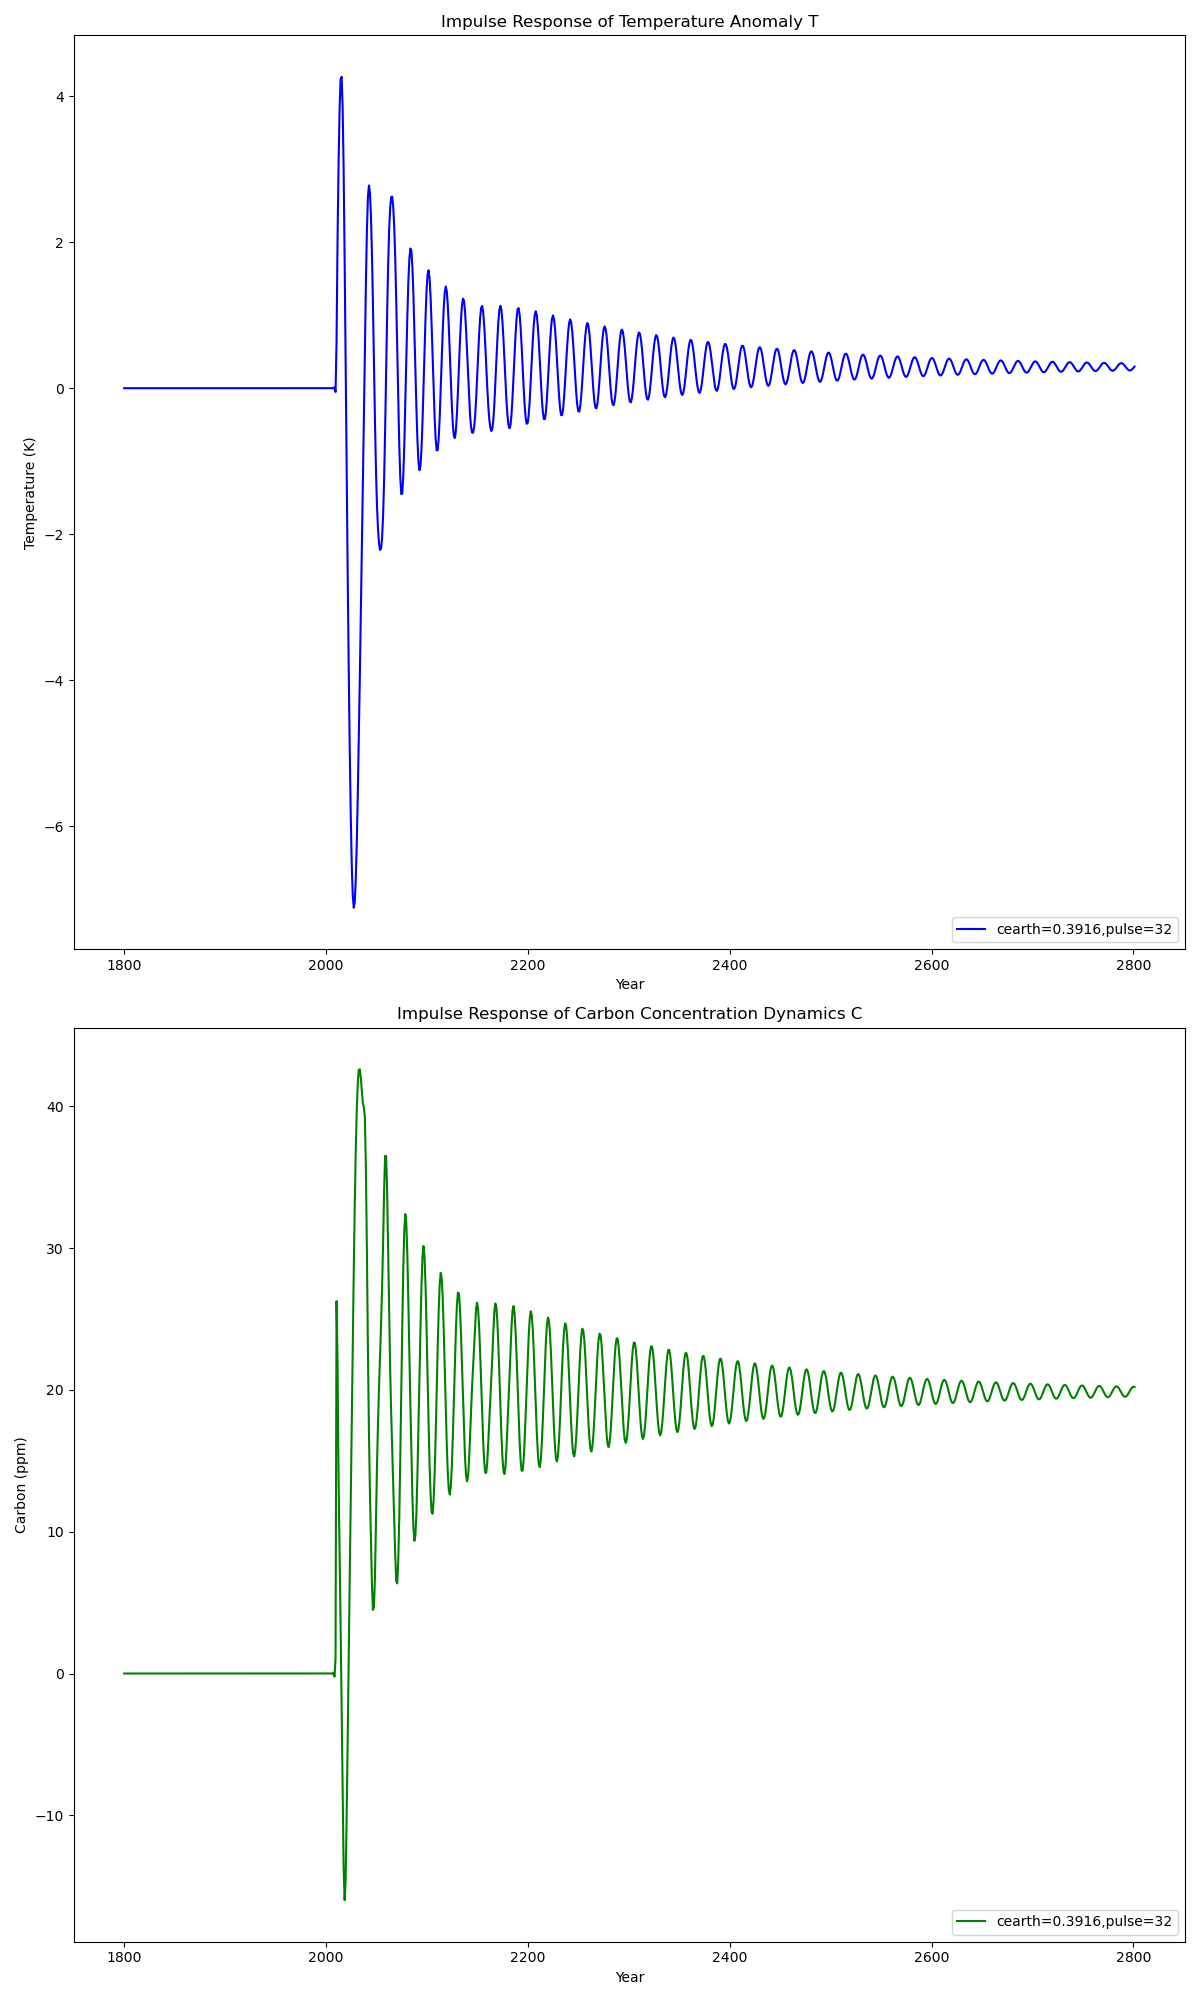 Impulse Response of Temperature Anomaly T
4
2
0
−2
−4
−6
Temperature (K)
cearth=0.3916,pulse=32
1800 2000 2200 2400 2600 2800
Year
Impulse Response of Carbon Concentration Dynamics C
40
30
20
10
0
−10
Carbon (ppm)
cearth=0.3916,pulse=32
1800 2000 2200 2400 2600 2800
Year